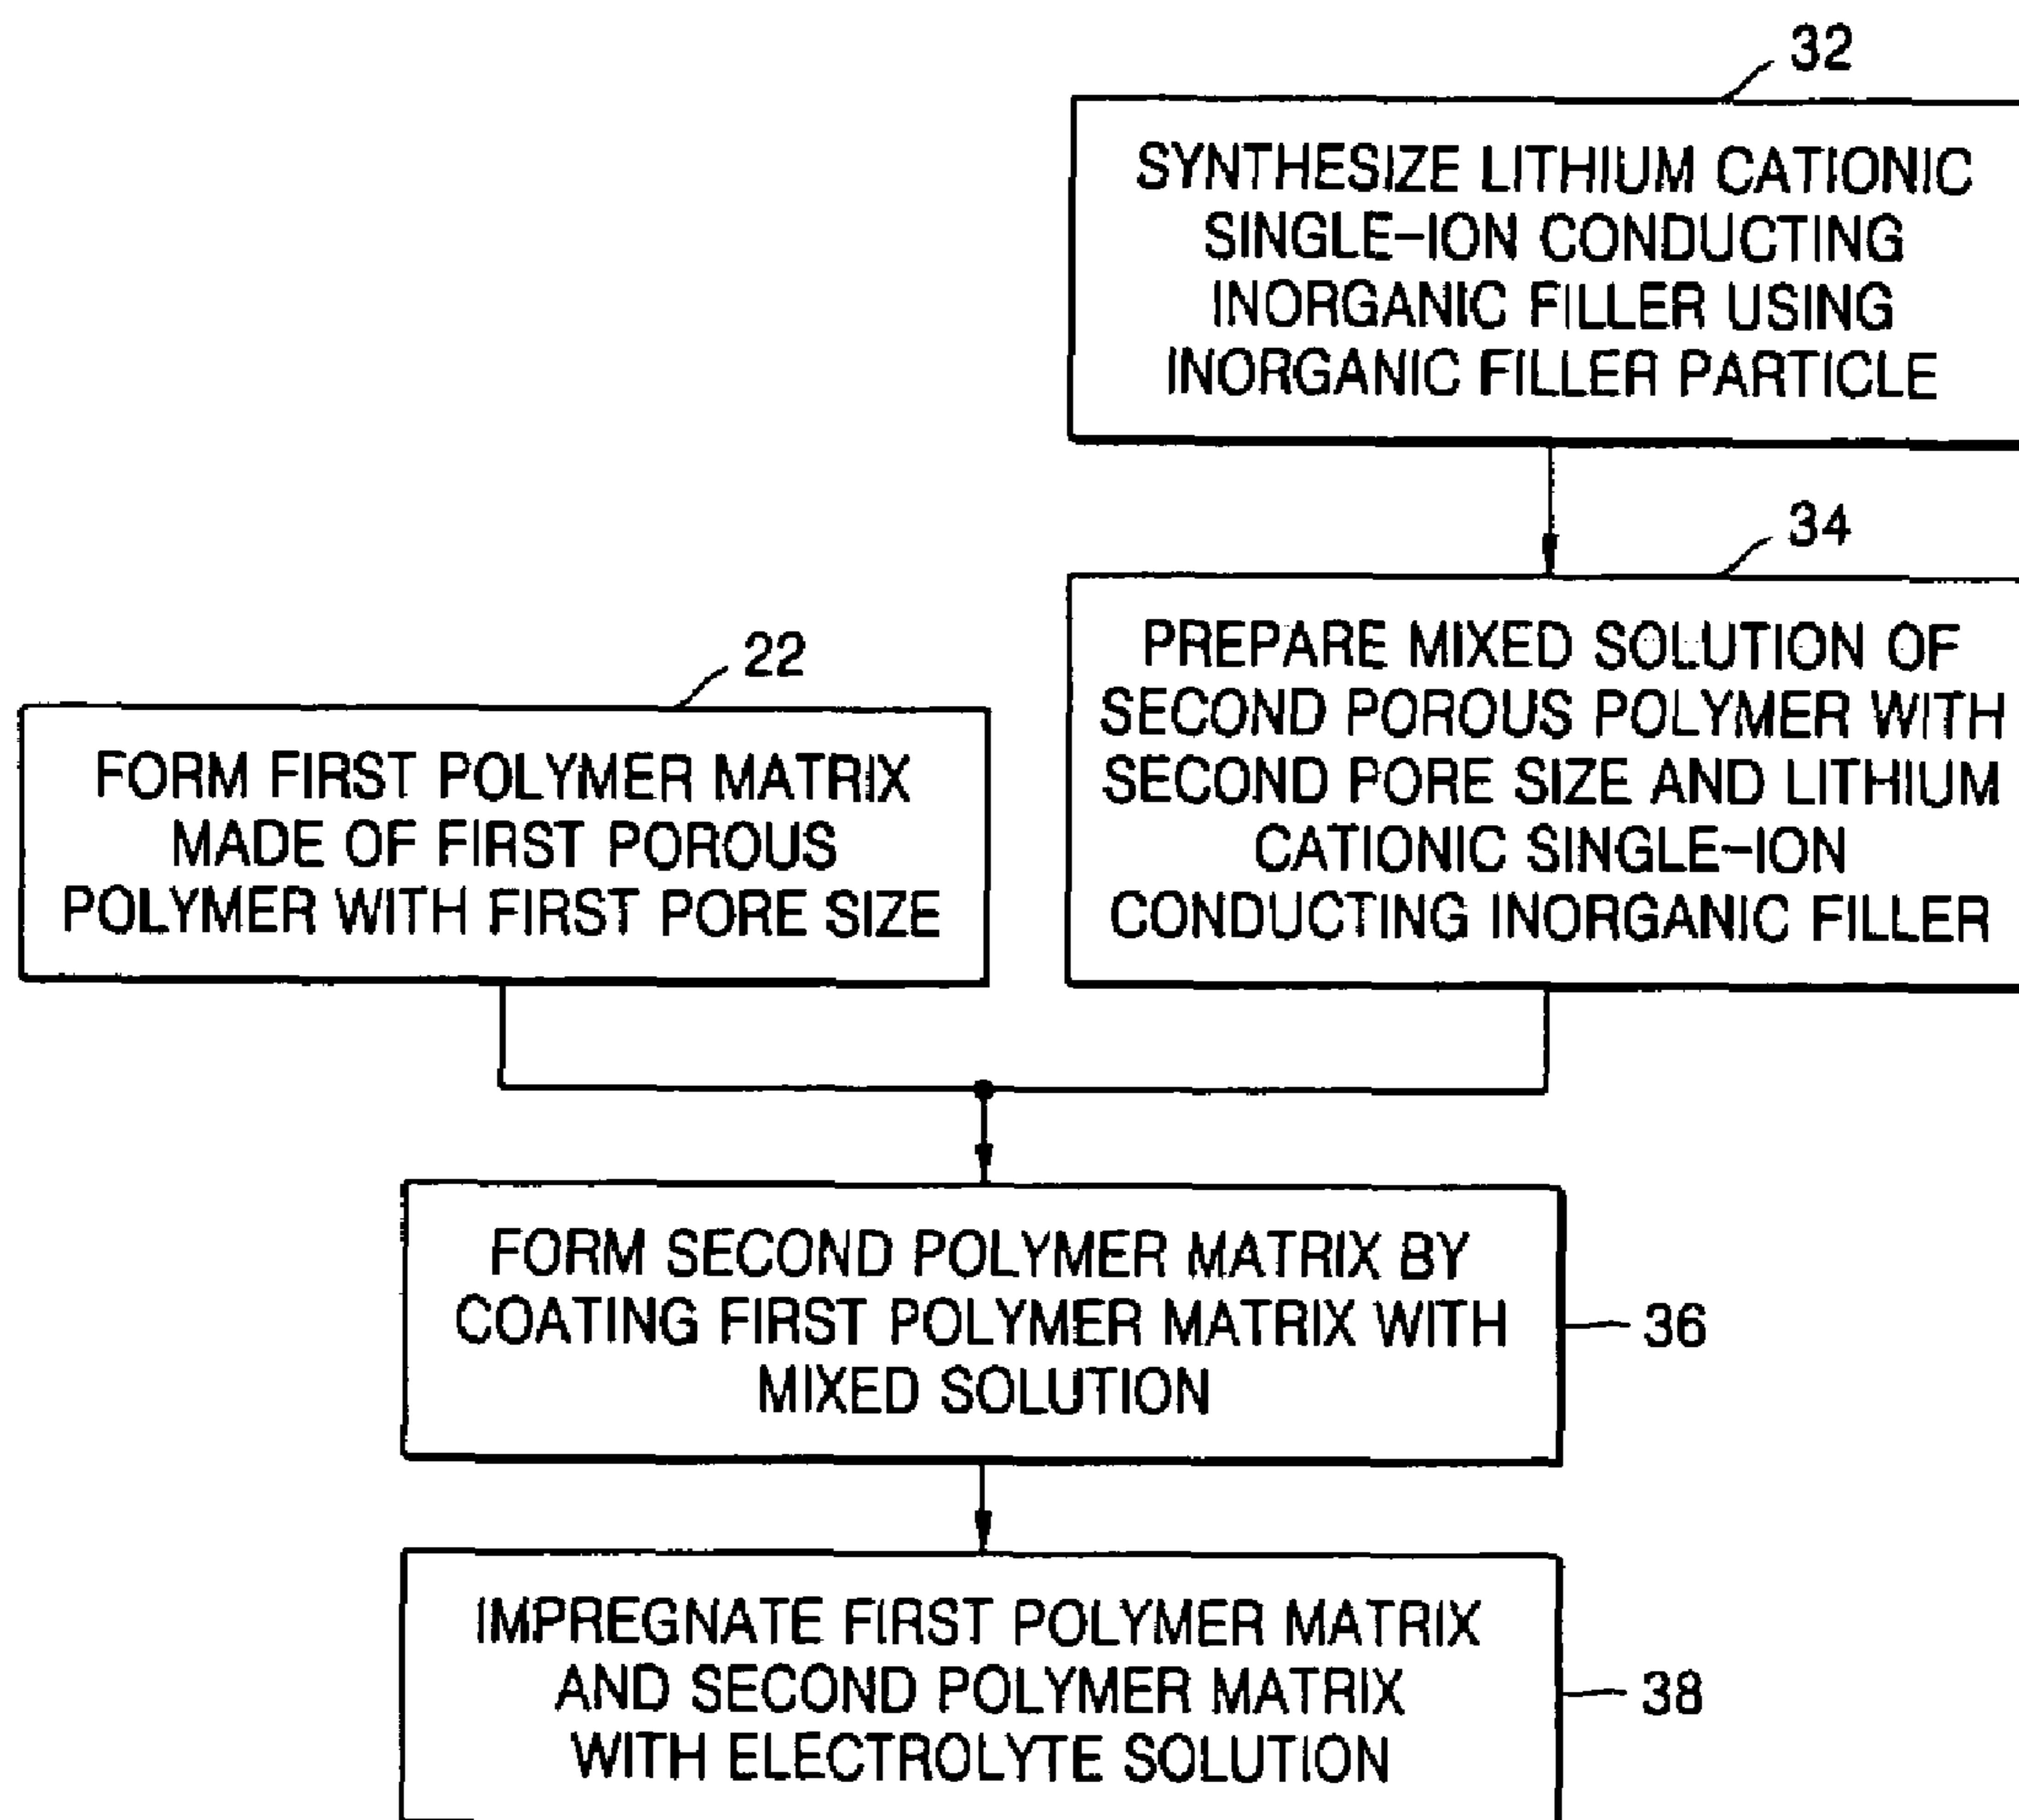 32
SYNTHESIZE LITHIUM CATIONIC
SINGLE-ION CONDUCTING
INORGANIC FILLER USING
INORGANIC FILLER PARTICLE
34
PREPARE MIXED SOLUTION OF
SECOND POROUS POLYMER WITH
SECOND PORE SIZE AND LITHIUM
CATIONIC SINGLE-ION
CONDUCTING INORGANIC FILLER
22
FORM FIRST POLYMER MATRIX
MADE OF FIRST POROUS
POLYMER WITH FIRST PORE SIZE
FORM SECOND POLYMER MATRIX BY
COATING FIRST POLYMER MATRIX WITH
MIXED SOLUTION
36
IMPREGNATE FIRST POLYMER MATRIX
AND SECOND POLYMER MATRIX
WITH ELECTROLYTE SOLUTION
38